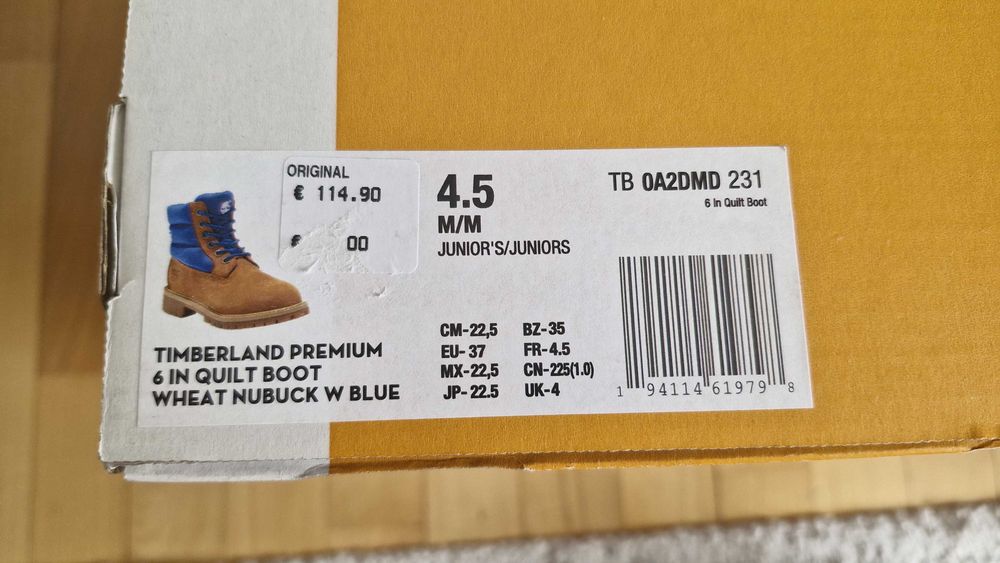 ORIGINAL
€ 114.90
€ 00
4.5
M/M
JUNIOR'S/JUNIORS
TB 0A2DMD 231
6 In Quilt Boot
CM-22,5 BZ-35
EU- 37 FR-4.5
MX-22,5 CN-225(1.0)
JP- 22.5 UK-4
TIMBERLAND PREMIUM
6 IN QUILT BOOT
WHEAT NUBUCK W BLUE
1 94114 61979 8